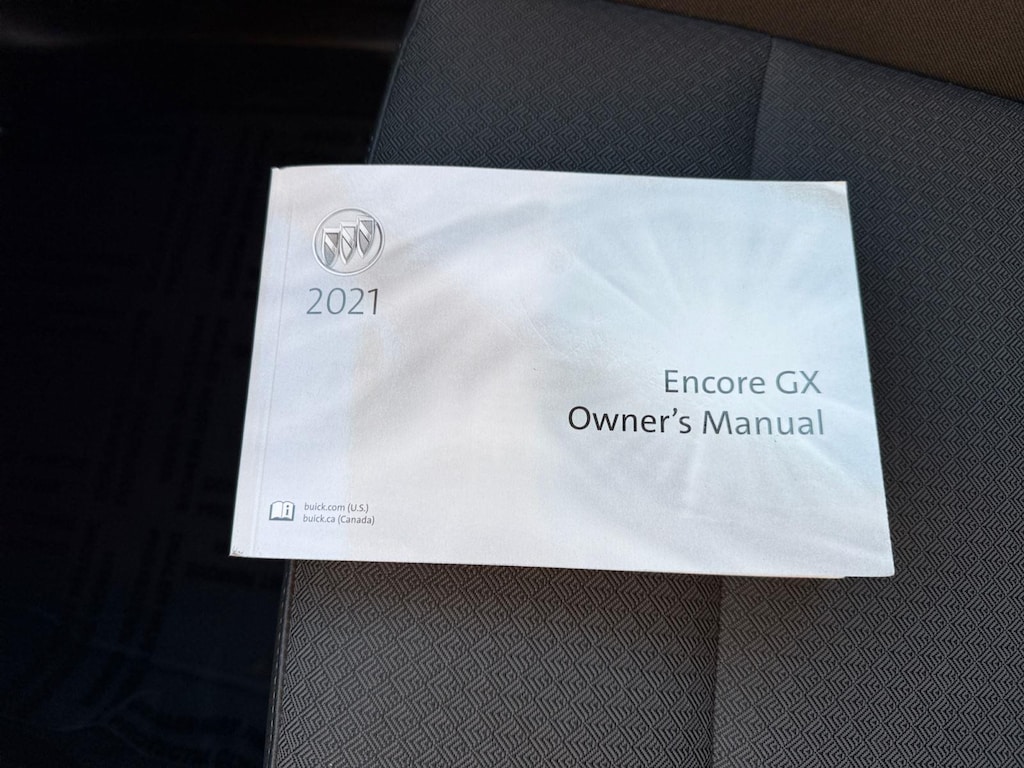 2021
Encore GX
Owner's Manual
buick.com (U.S.)
buick.ca (Canada)